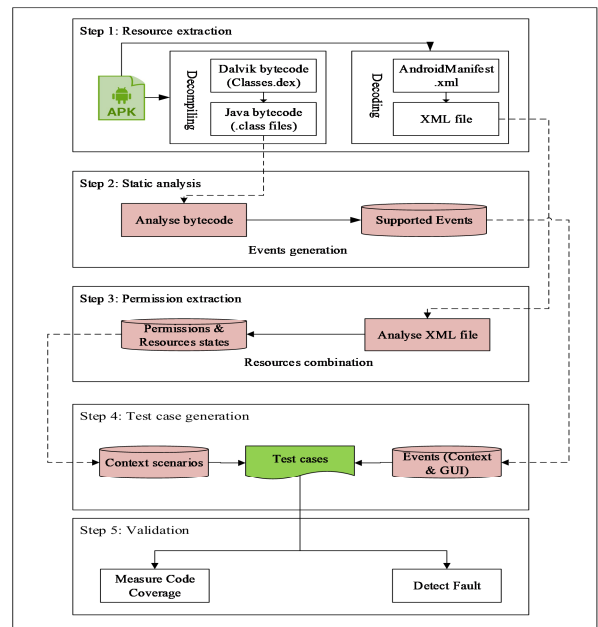 Step 1: Resource extraction
APK
Decompiling
Dalvik bytecode
(Classes.dex)
Java bytecode
(.class files)
Decoding
AndroidManifest
.xml
XML file
Step 2: Static analysis
Analyse bytecode
Supported Events
Events generation
Step 3: Permission extraction
Permissions &
Resources states
Analyse XML file
Resources combination
Step 4: Test case generation
Context scenarios
Test cases
Events (Context
& GUI)
Step 5: Validation
Measure Code
Coverage
Detect Fault